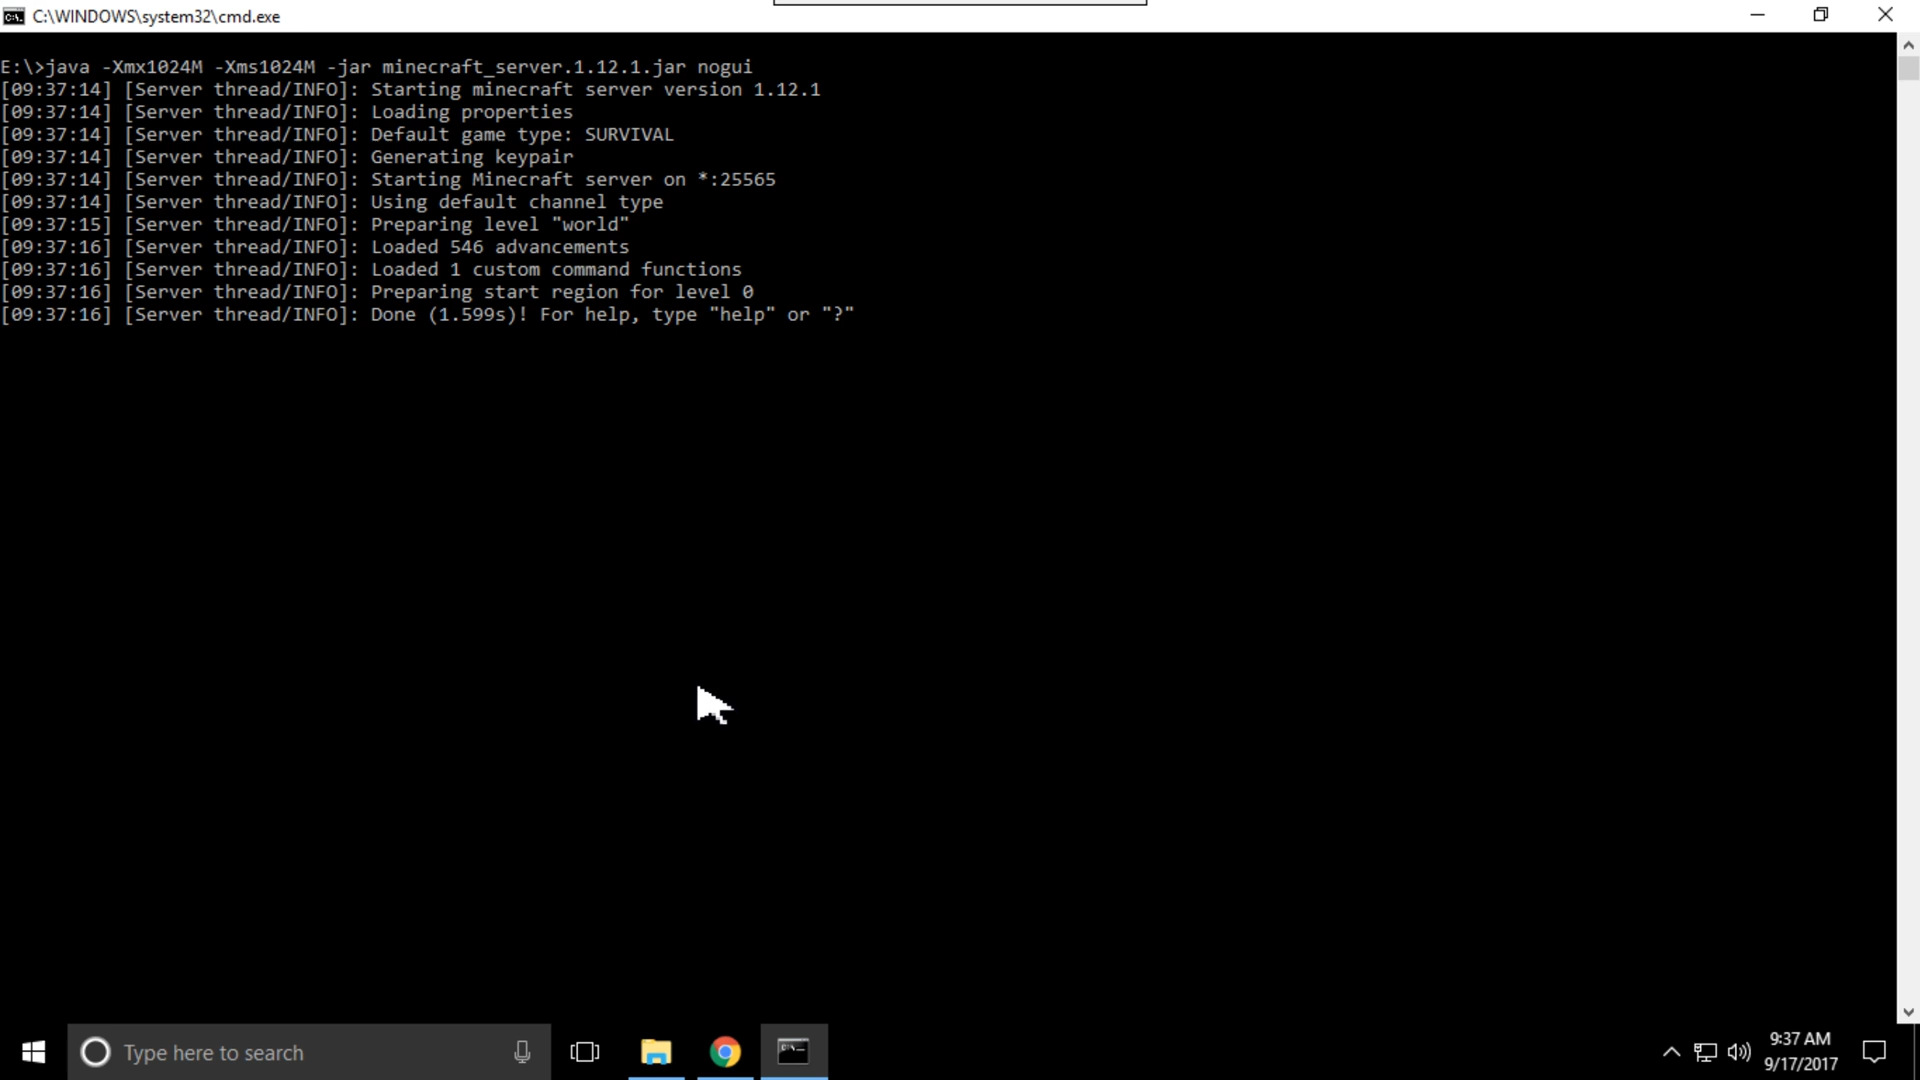 C:\WINDOWS\system32\cmd.exe
E:\>java -Xmx1024M -Xms1024M -jar minecraft_server.1.12.1.jar nogui
[09:37:14] [Server thread/INFO]: Starting minecraft server version 1.12.1
[09:37:14] [Server thread/INFO]: Loading properties
[09:37:14] [Server thread/INFO]: Default game type: SURVIVAL
[09:37:14] [Server thread/INFO]: Generating keypair
[09:37:14] [Server thread/INFO]: Starting Minecraft server on *:25565
[09:37:14] [Server thread/INFO]: Using default channel type
[09:37:15] [Server thread/INFO]: Preparing level "world"
[09:37:16] [Server thread/INFO]: Loaded 546 advancements
[09:37:16] [Server thread/INFO]: Loaded 1 custom command functions
[09:37:16] [Server thread/INFO]: Preparing start region for level 0
[09:37:16] [Server thread/INFO]: Done (1.599s)! For help, type "help" or "?"
Type here to search
9:37 AM
9/17/2017